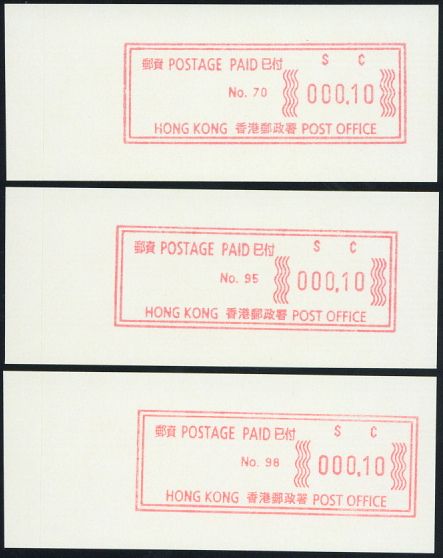 郵資 POSTAGE PAID 已付 $ ¢
No. 70 000.10
HONG KONG 香港郵政署 POST OFFICE
郵資 POSTAGE PAID 已付 $ ¢
No. 95 000.10
HONG KONG 香港郵政署 POST OFFICE
郵資 POSTAGE PAID 已付 $ ¢
No. 98 000.10
HONG KONG 香港郵政署 POST OFFICE